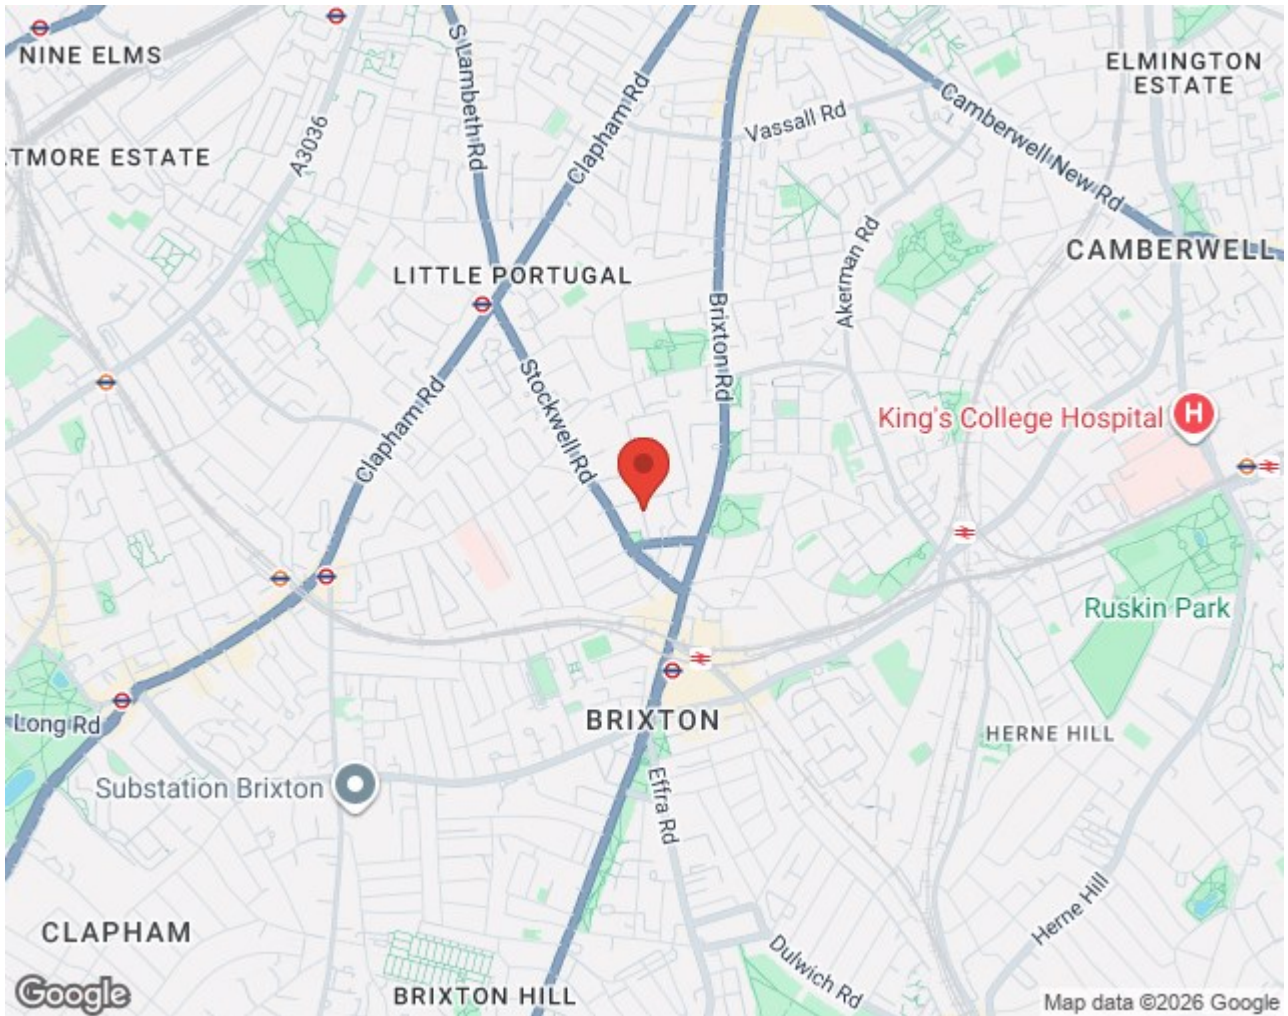 NINE ELMS
S Lambeth Rd
Clapham Rd
ELMINGTON
ESTATE
Camberwell New Rd
Vassall Rd
A3036
TMORE ESTATE
Akerman Rd
CAMBERWELL
LITTLE PORTUGAL
Brixton Rd
Stockwell Rd
Clapham Rd
King's College Hospital
H
Ruskin Park
Long Rd
BRIXTON
HERNE HILL
Substation Brixton
Effra Rd
Herne Hill
CLAPHAM
Dulwich Rd
BRIXTON HILL
Google
Map data ©2026 Google